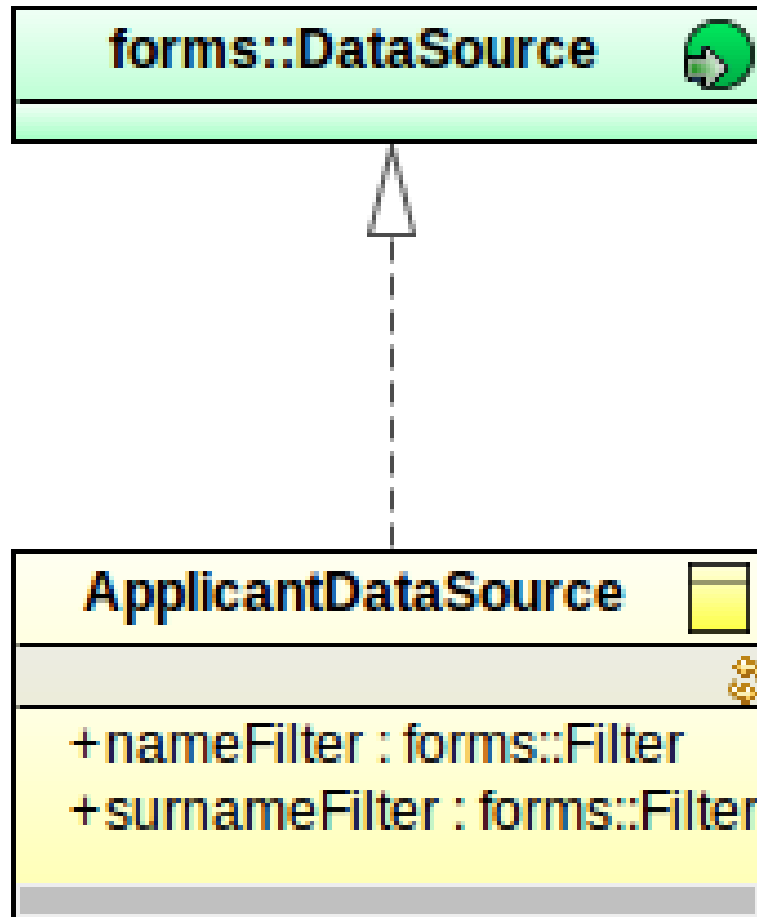 forms::DataSource
ApplicantDataSource
+nameFilter : forms::Filter
+surnameFilter : forms::Filter